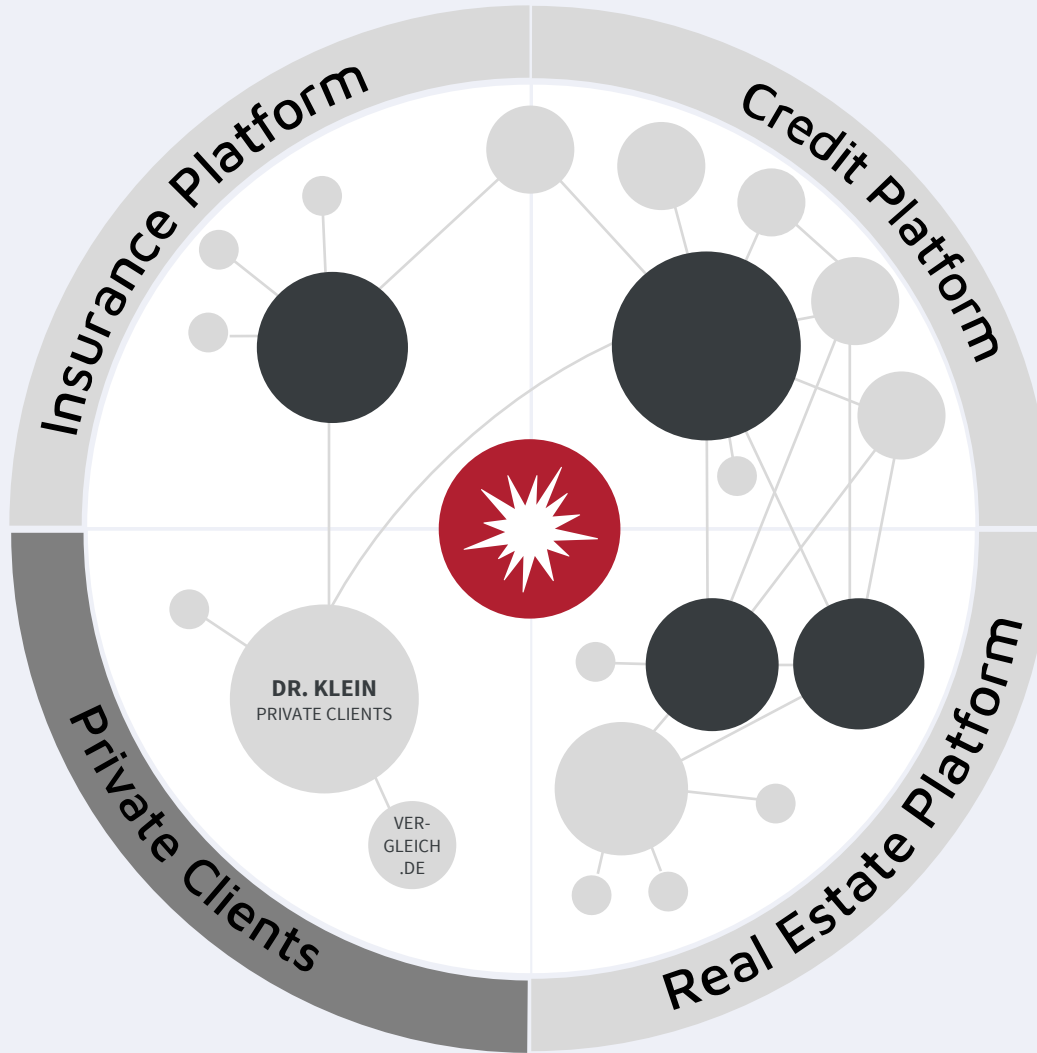 Insurance Platform
Credit Platform
DR. KLEIN
PRIVATE CLIENTS
VER-
GLEICH
.DE
Private Clients
Real Estate Platform